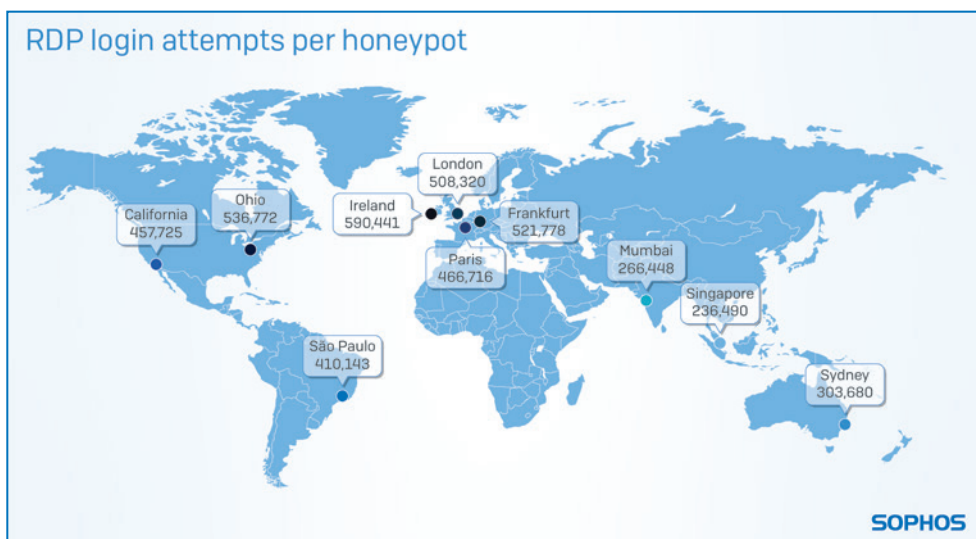 RDP login attempts per honeypot
London
508,320
Ohio
536,772
Ireland
590,441
California
457,725
Frankfurt
521,778
Paris
466,716
Mumbai
266,448
Singapore
236,490
São Paulo
410,143
Sydney
303,680
SOPHOS